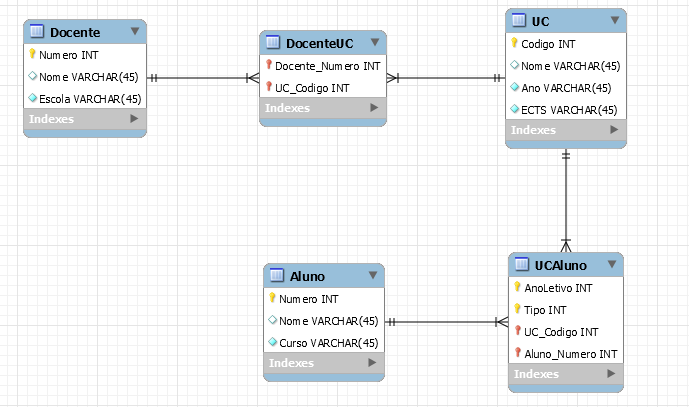 Docente
Numero INT
Nome VARCHAR(45)
Escola VARCHAR(45)
Indexes
DocenteUC
Docente_Numero INT
UC_Codigo INT
Indexes
UC
Codigo INT
Nome VARCHAR(45)
Ano VARCHAR(45)
ECTS VARCHAR(45)
Indexes
Aluno
Numero INT
Nome VARCHAR(45)
Curso VARCHAR(45)
Indexes
UCAluno
AnoLetivo INT
Tipo INT
UC_Codigo INT
Aluno_Numero INT
Indexes